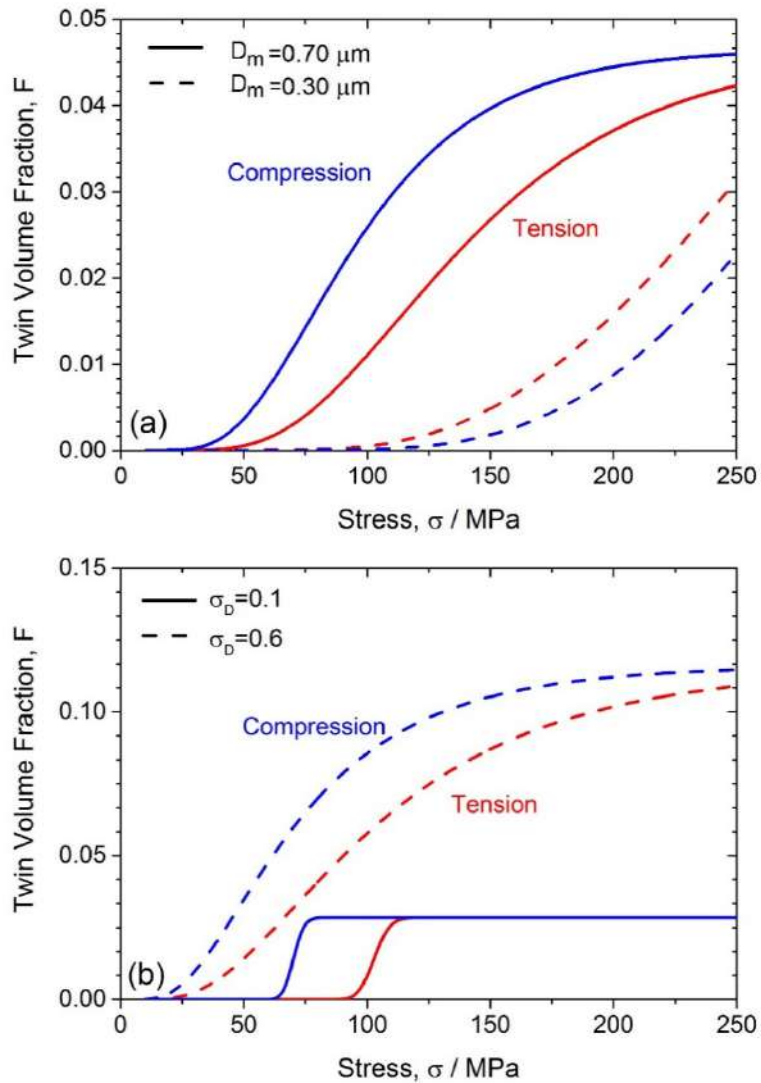 0.05
D_m=0.70 μm
D_m=0.30 μm
0.04
Compression
0.03
Tension
0.02
0.01
(a)
0.00
0 50 100 150 200 250
Twin Volume Fraction, F
Stress, σ / MPa
0.15
σ_D=0.1
σ_D=0.6
0.10
Compression
Tension
0.05
(b)
0.00
0 50 100 150 200 250
Twin Volume Fraction, F
Stress, σ / MPa